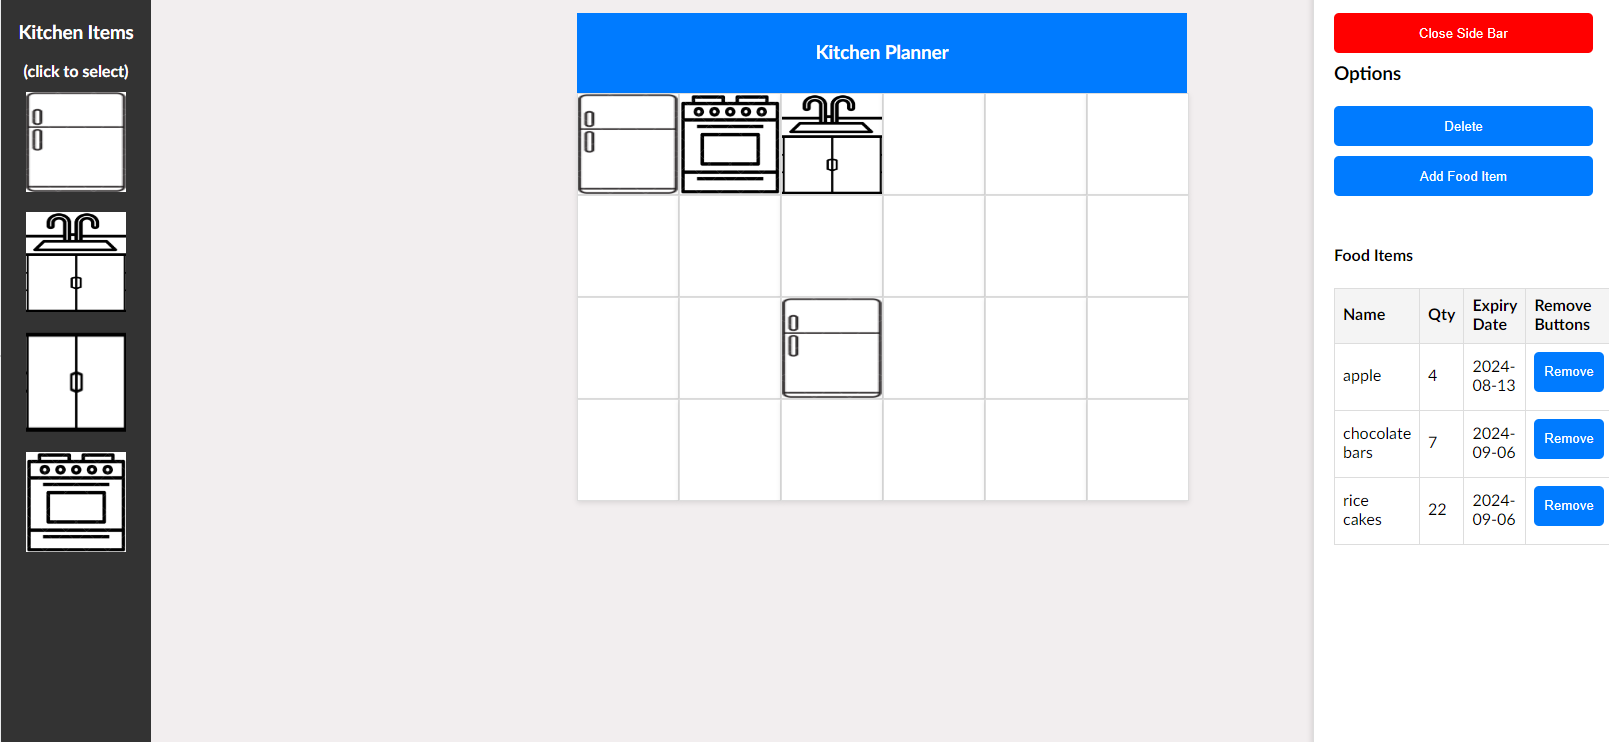 Kitchen Items
(click to select)
Kitchen Planner
Close Side Bar
Options
Delete
Add Food Item
Food Items
Name Qty Expiry Date Remove Buttons
apple 4 2024-08-13 Remove
chocolate bars 7 2024-09-06 Remove
rice cakes 22 2024-09-06 Remove